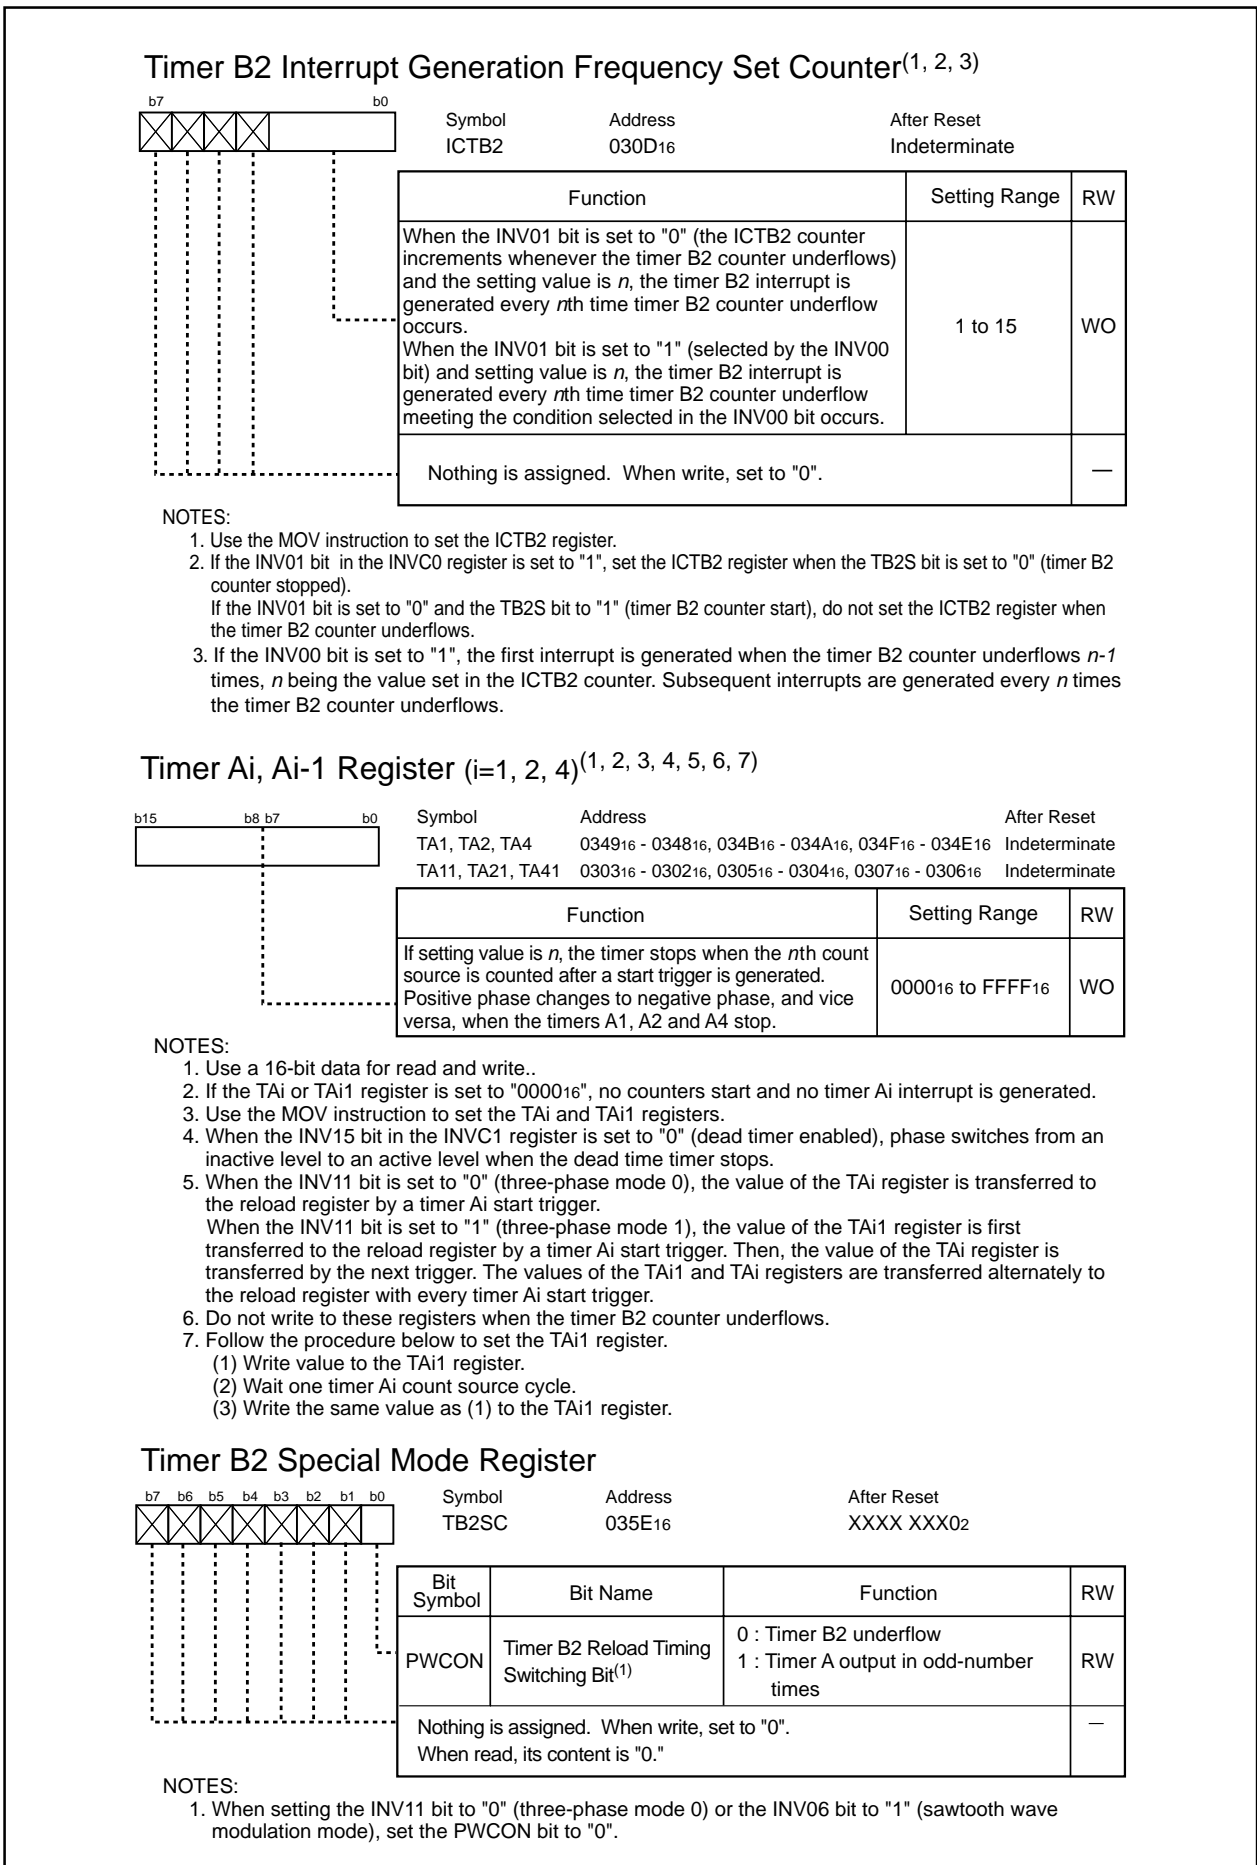 Timer B2 Interrupt Generation Frequency Set Counter(1, 2, 3)
b7 b0
Symbol Address After Reset
ICTB2 030D16 Indeterminate
Function Setting Range RW
When the INV01 bit is set to "0" (the ICTB2 counter
increments whenever the timer B2 counter underflows)
and the setting value is n, the timer B2 interrupt is
generated every nth time timer B2 counter underflow
occurs.
When the INV01 bit is set to "1" (selected by the INV00
bit) and setting value is n, the timer B2 interrupt is
generated every nth time timer B2 counter underflow
meeting the condition selected in the INV00 bit occurs.
1 to 15 WO
Nothing is assigned. When write, set to "0". —
NOTES:
1. Use the MOV instruction to set the ICTB2 register.
2. If the INV01 bit in the INVC0 register is set to "1", set the ICTB2 register when the TB2S bit is set to "0" (timer B2
counter stopped).
If the INV01 bit is set to "0" and the TB2S bit to "1" (timer B2 counter start), do not set the ICTB2 register when
the timer B2 counter underflows.
3. If the INV00 bit is set to "1", the first interrupt is generated when the timer B2 counter underflows n-1
times, n being the value set in the ICTB2 counter. Subsequent interrupts are generated every n times
the timer B2 counter underflows.
Timer Ai, Ai-1 Register (i=1, 2, 4)(1, 2, 3, 4, 5, 6, 7)
b15 b8 b7 b0
Symbol Address After Reset
TA1, TA2, TA4 034916 - 034816, 034B16 - 034A16, 034F16 - 034E16 Indeterminate
TA11, TA21, TA41 030316 - 030216, 030516 - 030416, 030716 - 030616 Indeterminate
Function Setting Range RW
If setting value is n, the timer stops when the nth count
source is counted after a start trigger is generated.
Positive phase changes to negative phase, and vice
versa, when the timers A1, A2 and A4 stop.
000016 to FFFF16 WO
NOTES:
1. Use a 16-bit data for read and write..
2. If the TAi or TAi1 register is set to "000016", no counters start and no timer Ai interrupt is generated.
3. Use the MOV instruction to set the TAi and TAi1 registers.
4. When the INV15 bit in the INVC1 register is set to "0" (dead timer enabled), phase switches from an
inactive level to an active level when the dead time timer stops.
5. When the INV11 bit is set to "0" (three-phase mode 0), the value of the TAi register is transferred to
the reload register by a timer Ai start trigger.
When the INV11 bit is set to "1" (three-phase mode 1), the value of the TAi1 register is first
transferred to the reload register by a timer Ai start trigger. Then, the value of the TAi register is
transferred by the next trigger. The values of the TAi1 and TAi registers are transferred alternately to
the reload register with every timer Ai start trigger.
6. Do not write to these registers when the timer B2 counter underflows.
7. Follow the procedure below to set the TAi1 register.
(1) Write value to the TAi1 register.
(2) Wait one timer Ai count source cycle.
(3) Write the same value as (1) to the TAi1 register.
Timer B2 Special Mode Register
b7 b6 b5 b4 b3 b2 b1 b0
Symbol Address After Reset
TB2SC 035E16 XXXX XXX02
Bit Symbol Bit Name Function RW
PWCON Timer B2 Reload Timing
Switching Bit(1)
0 : Timer B2 underflow
1 : Timer A output in odd-number
times
RW
Nothing is assigned. When write, set to "0". —
When read, its content is "0."
NOTES:
1. When setting the INV11 bit to "0" (three-phase mode 0) or the INV06 bit to "1" (sawtooth wave
modulation mode), set the PWCON bit to "0".